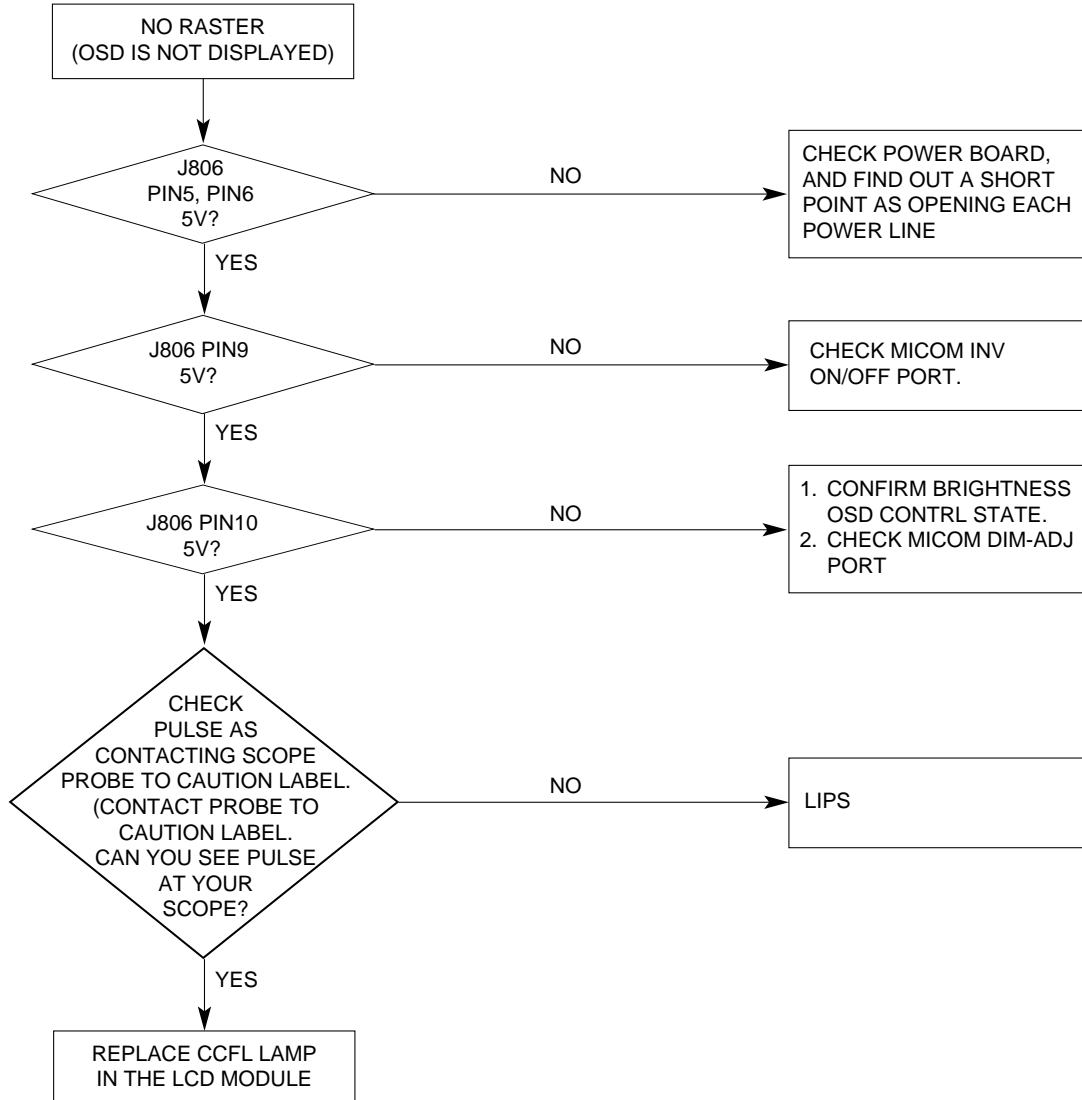 NO RASTER
(OSD IS NOT DISPLAYED)
J806
PIN5, PIN6
5V?
NO
CHECK POWER BOARD,
AND FIND OUT A SHORT
POINT AS OPENING EACH
POWER LINE
YES
J806 PIN9
5V?
NO
CHECK MICOM INV
ON/OFF PORT.
YES
J806 PIN10
5V?
NO
1. CONFIRM BRIGHTNESS
OSD CONTRL STATE.
2. CHECK MICOM DIM-ADJ
PORT
YES
CHECK
PULSE AS
CONTACTING SCOPE
PROBE TO CAUTION LABEL.
(CONTACT PROBE TO
CAUTION LABEL.
CAN YOU SEE PULSE
AT YOUR
SCOPE?
NO
LIPS
YES
REPLACE CCFL LAMP
IN THE LCD MODULE